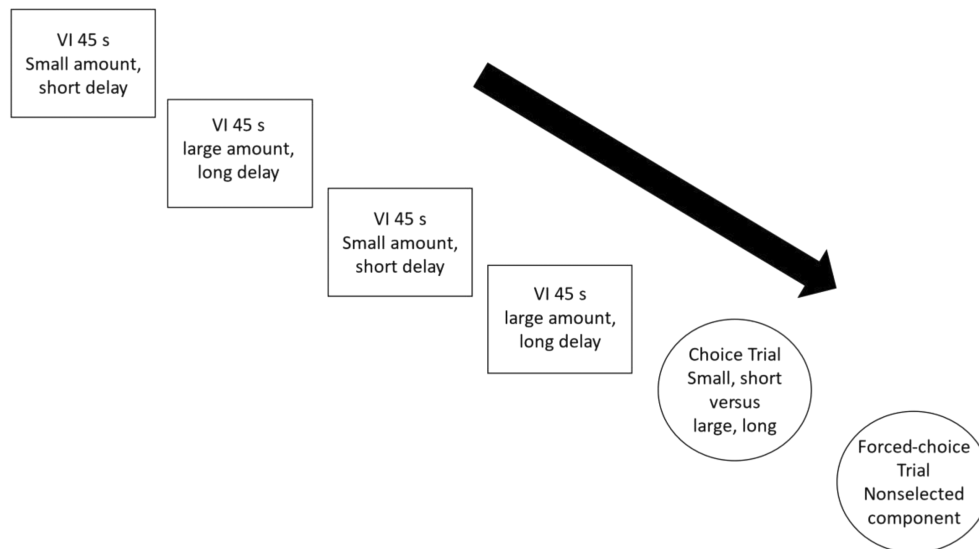 VI 45 s
Small amount,
short delay
VI 45 s
large amount,
long delay
VI 45 s
Small amount,
short delay
VI 45 s
large amount,
long delay
Choice Trial
Small, short
versus
large, long
Forced-choice
Trial
Nonselected
component